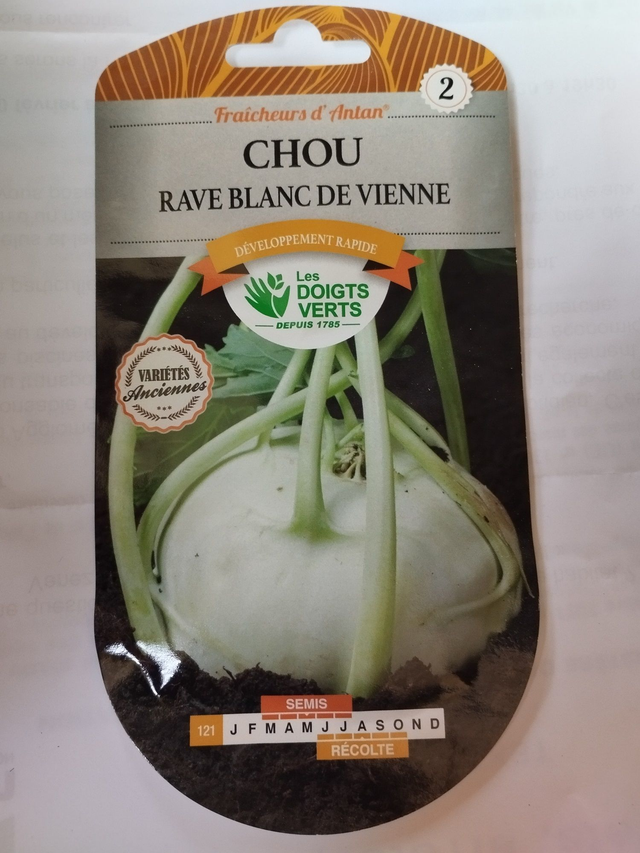 2
Fraîcheurs d'Antan®
CHOU
RAVE BLANC DE VIENNE
DÉVELOPPEMENT RAPIDE
Les
DOIGTS
VERTS
DEPUIS 1785
VARIÉTÉS
Anciennes
SEMIS
121 J F M A M J J A S O N D
RÉCOLTE